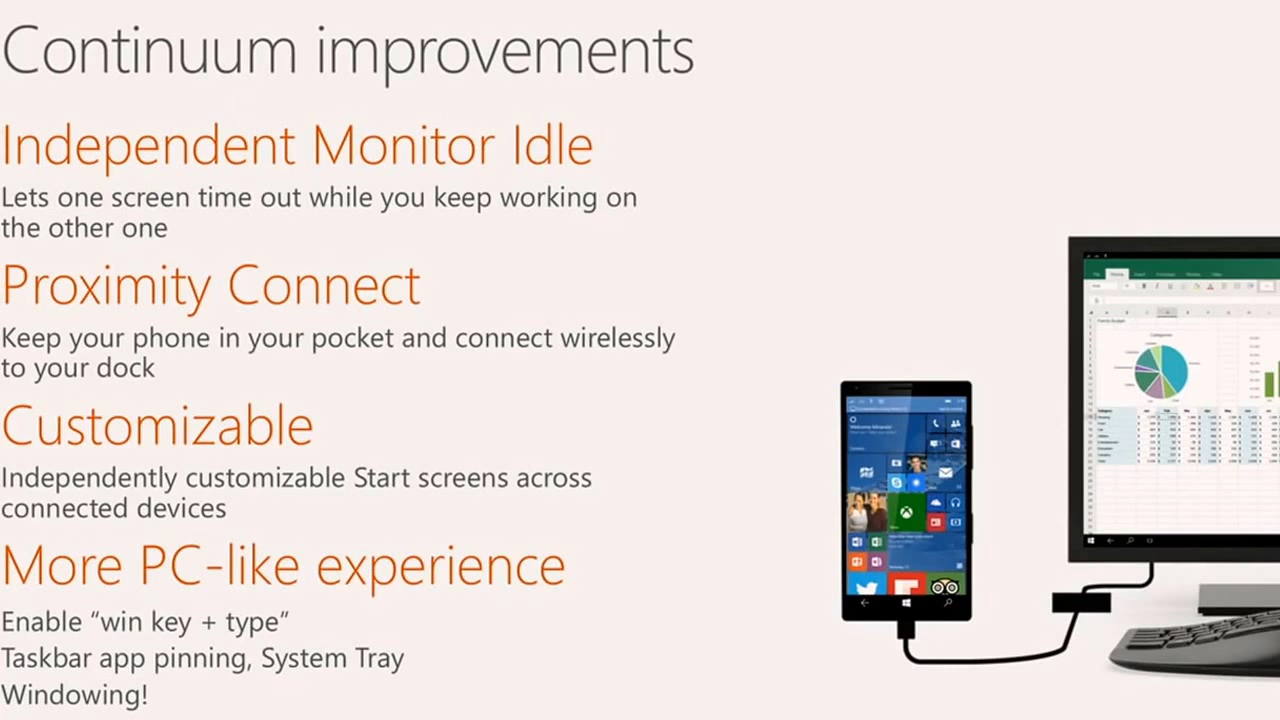 Continuum improvements
Independent Monitor Idle
Lets one screen time out while you keep working on
the other one
Proximity Connect
Keep your phone in your pocket and connect wirelessly
to your dock
Customizable
Independently customizable Start screens across
connected devices
More PC-like experience
Enable “win key + type”
Taskbar app pinning, System Tray
Windowing!